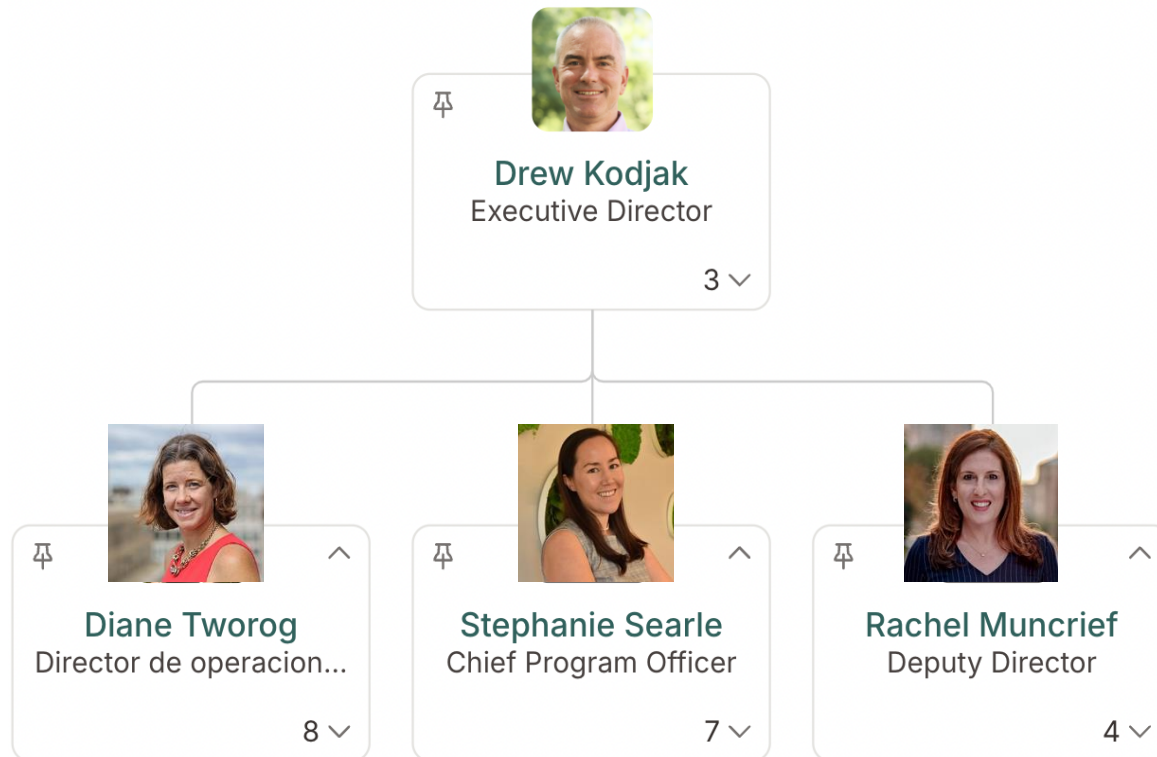 Drew Kodjak
Executive Director
3
Diane Tworog
Director de operacion...
8
Stephanie Searle
Chief Program Officer
7
Rachel Muncrief
Deputy Director
4